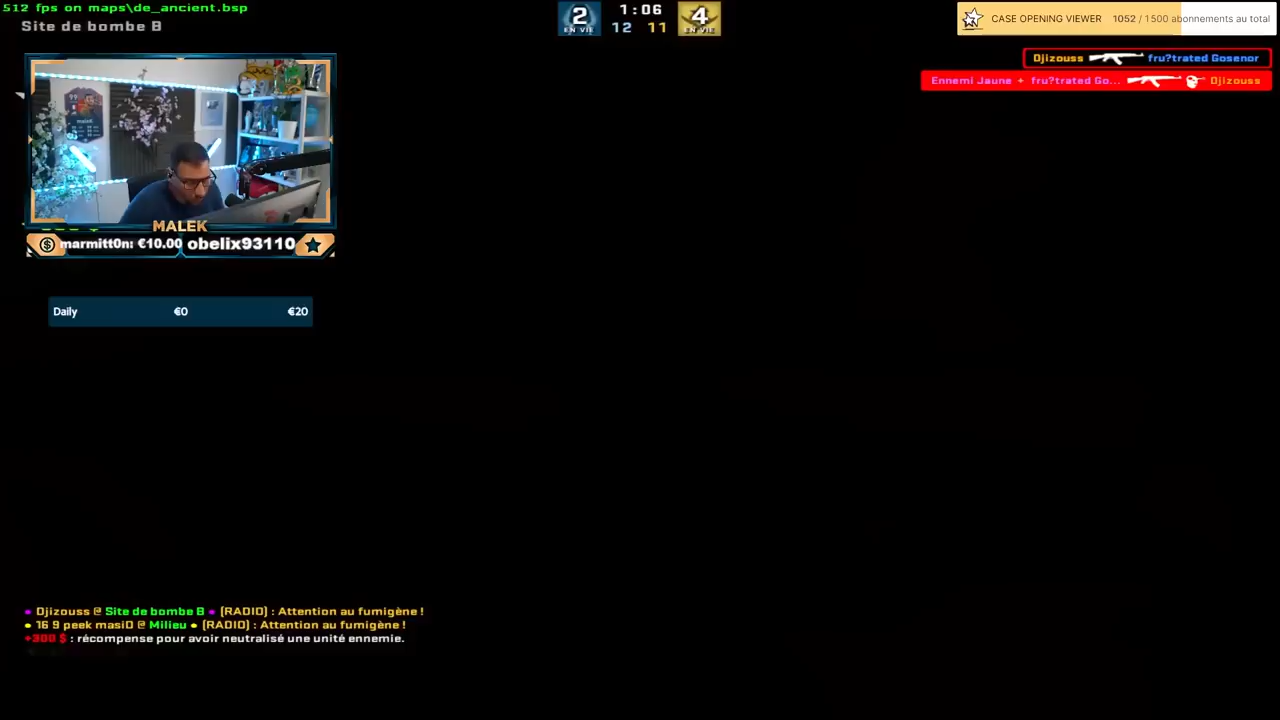 512 fps on maps\de_ancient.bsp
Site de bombe B
2
EN VIE
1:06
12 11
4
EN VIE
CASE OPENING VIEWER 1052 / 1500 abonnements au total
Djizouss fru?trated Gosenor
Ennemi Jaune + fru?trated Go... Djizouss
MALEK
marmitt0n: €10.00 obelix93110
Daily €0 €20
Djizouss @ Site de bombe B (RADIO) : Attention au fumigène !
16 9 peek masiD @ Milieu (RADIO) : Attention au fumigène !
+300 $ : récompense pour avoir neutralisé une unité ennemie.